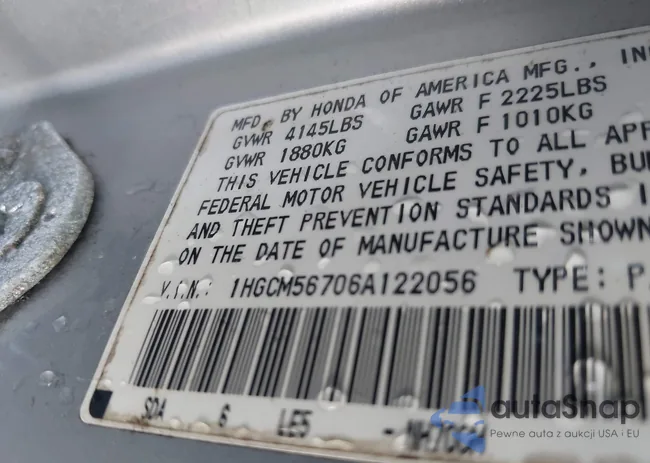 MFD. BY HONDA OF AMERICA MFG., IN
GVWR 4145LBS GAWR F 2225LBS
GVWR 1880KG GAWR F 1010KG
THIS VEHICLE CONFORMS TO ALL APP
FEDERAL MOTOR VEHICLE SAFETY, BU
AND THEFT PREVENTION STANDARDS I
ON THE DATE OF MANUFACTURE SHOWN
V.I.N.: 1HGCM56706A122056 TYPE: P
SDA 6 LE5
autaSnap
Pewne auta z aukcji USA i EU